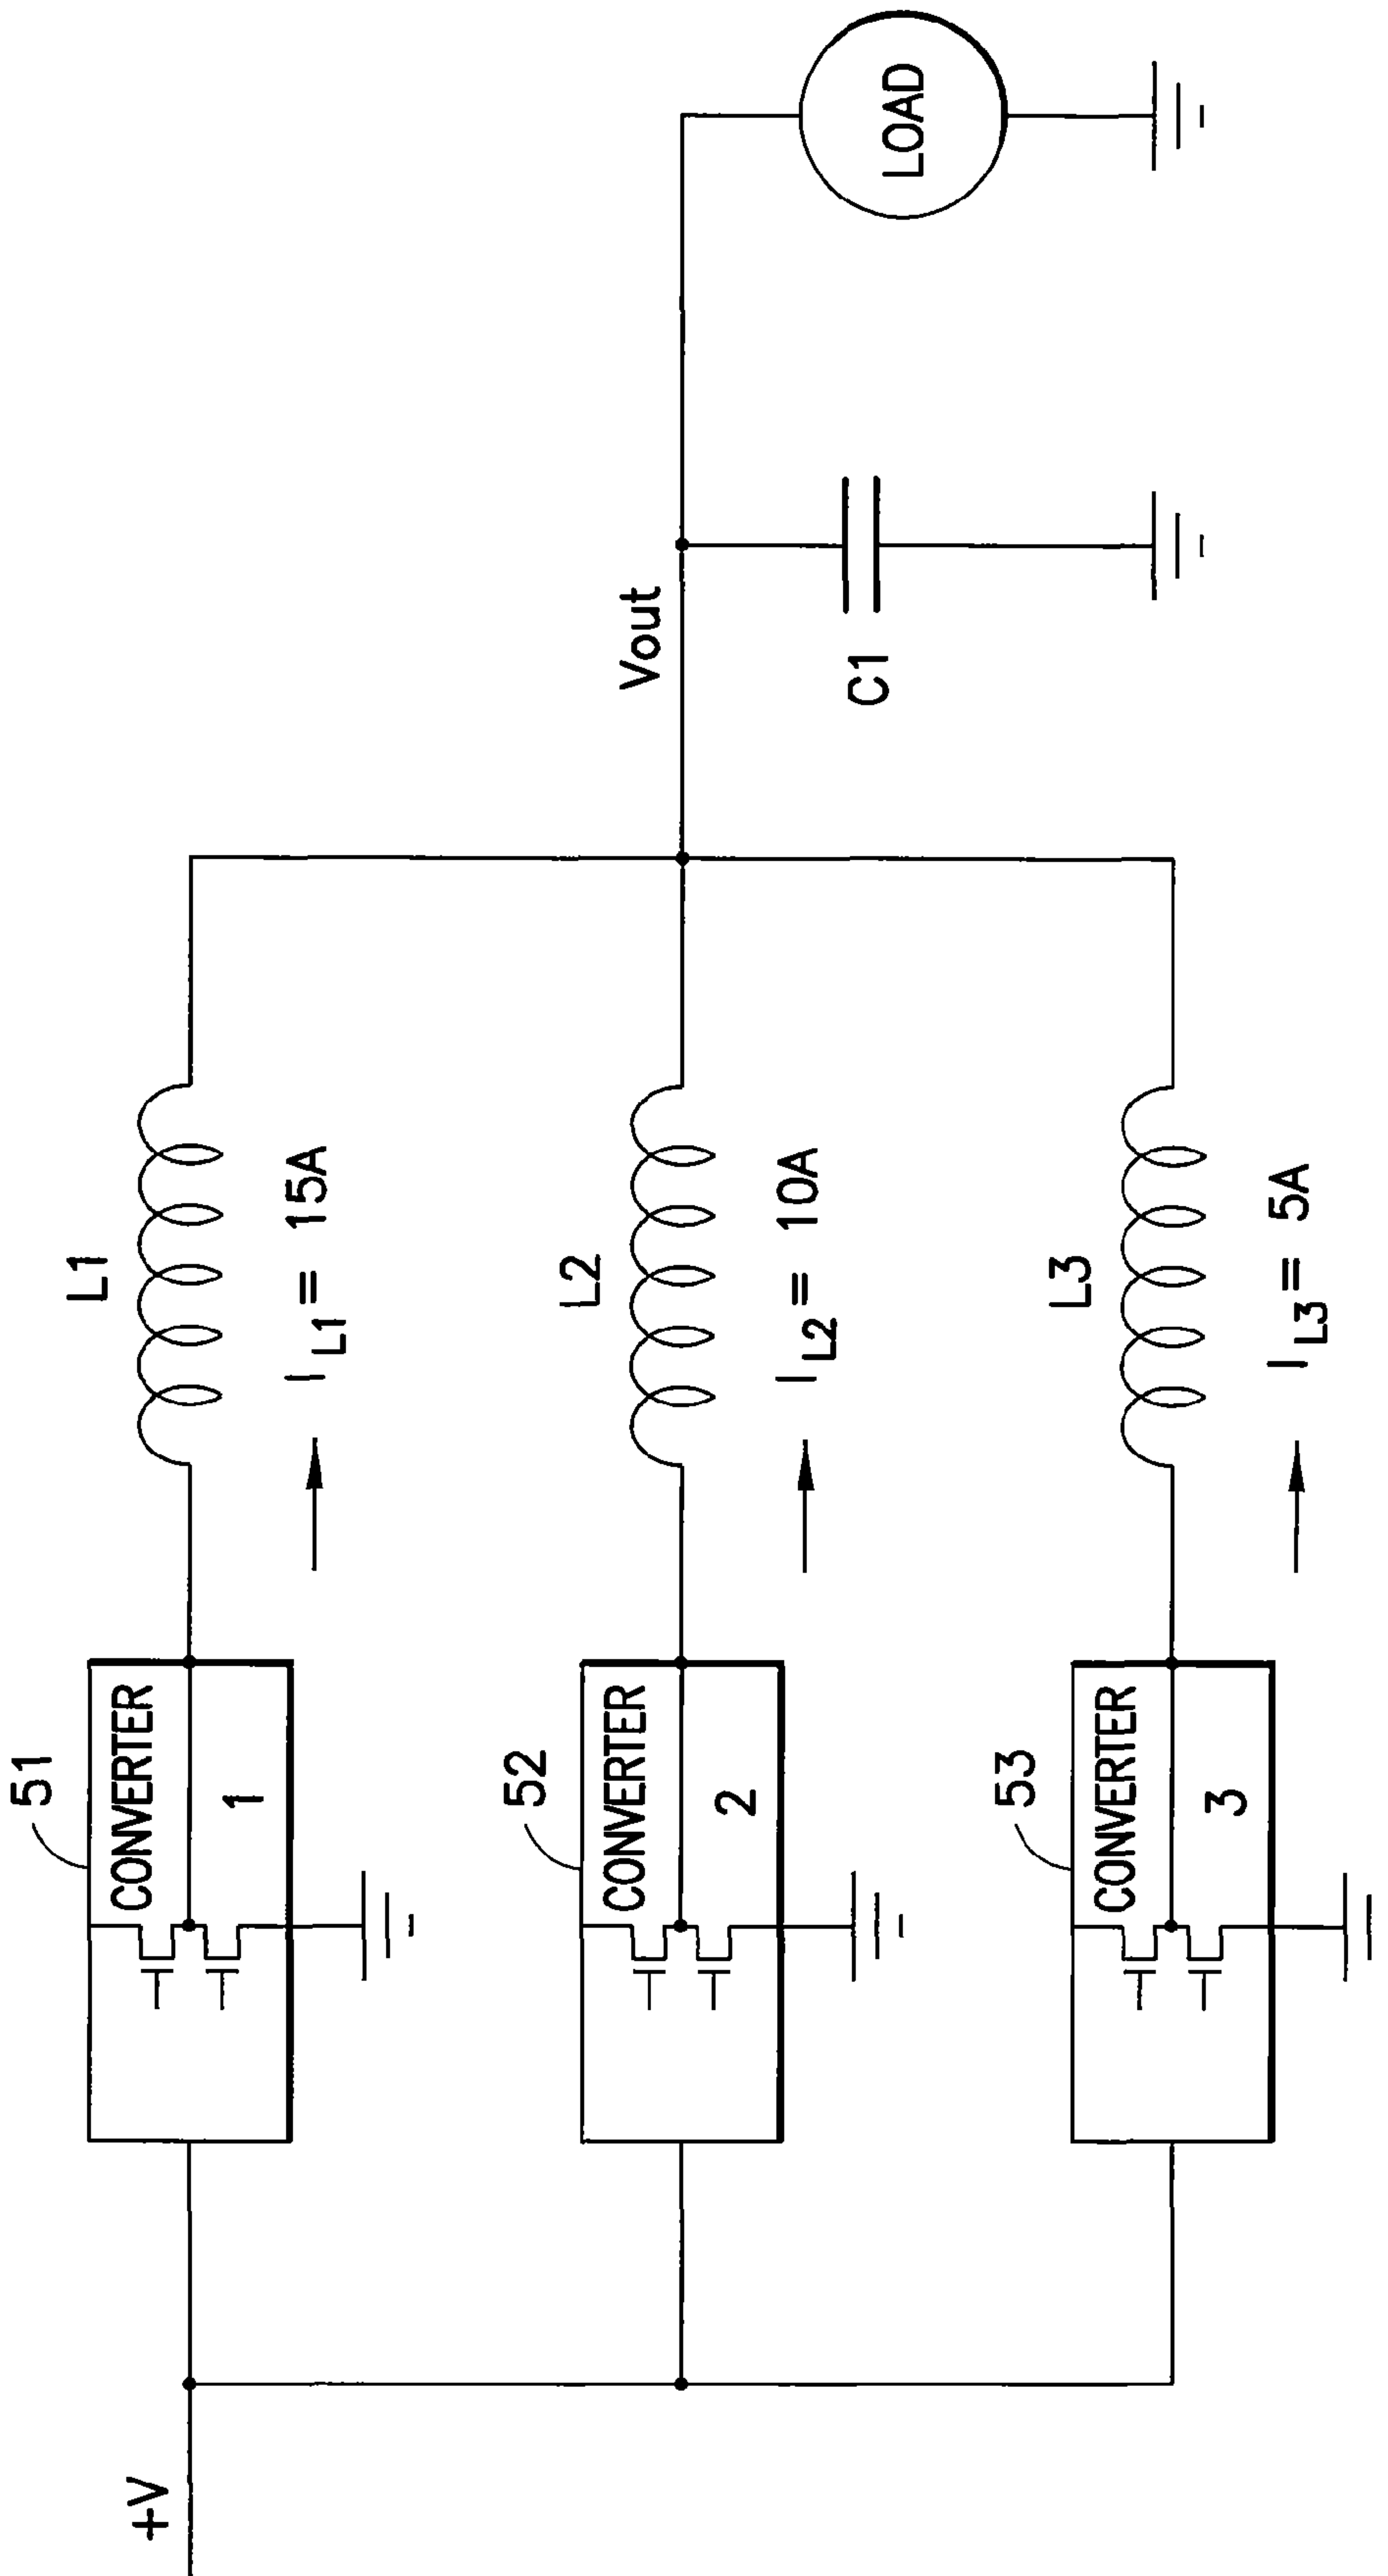 +V
51
CONVERTER
1
L1
I L1 = 15A
52
CONVERTER
2
L2
I L2 = 10A
53
CONVERTER
3
L3
I L3 = 5A
Vout
C1
LOAD